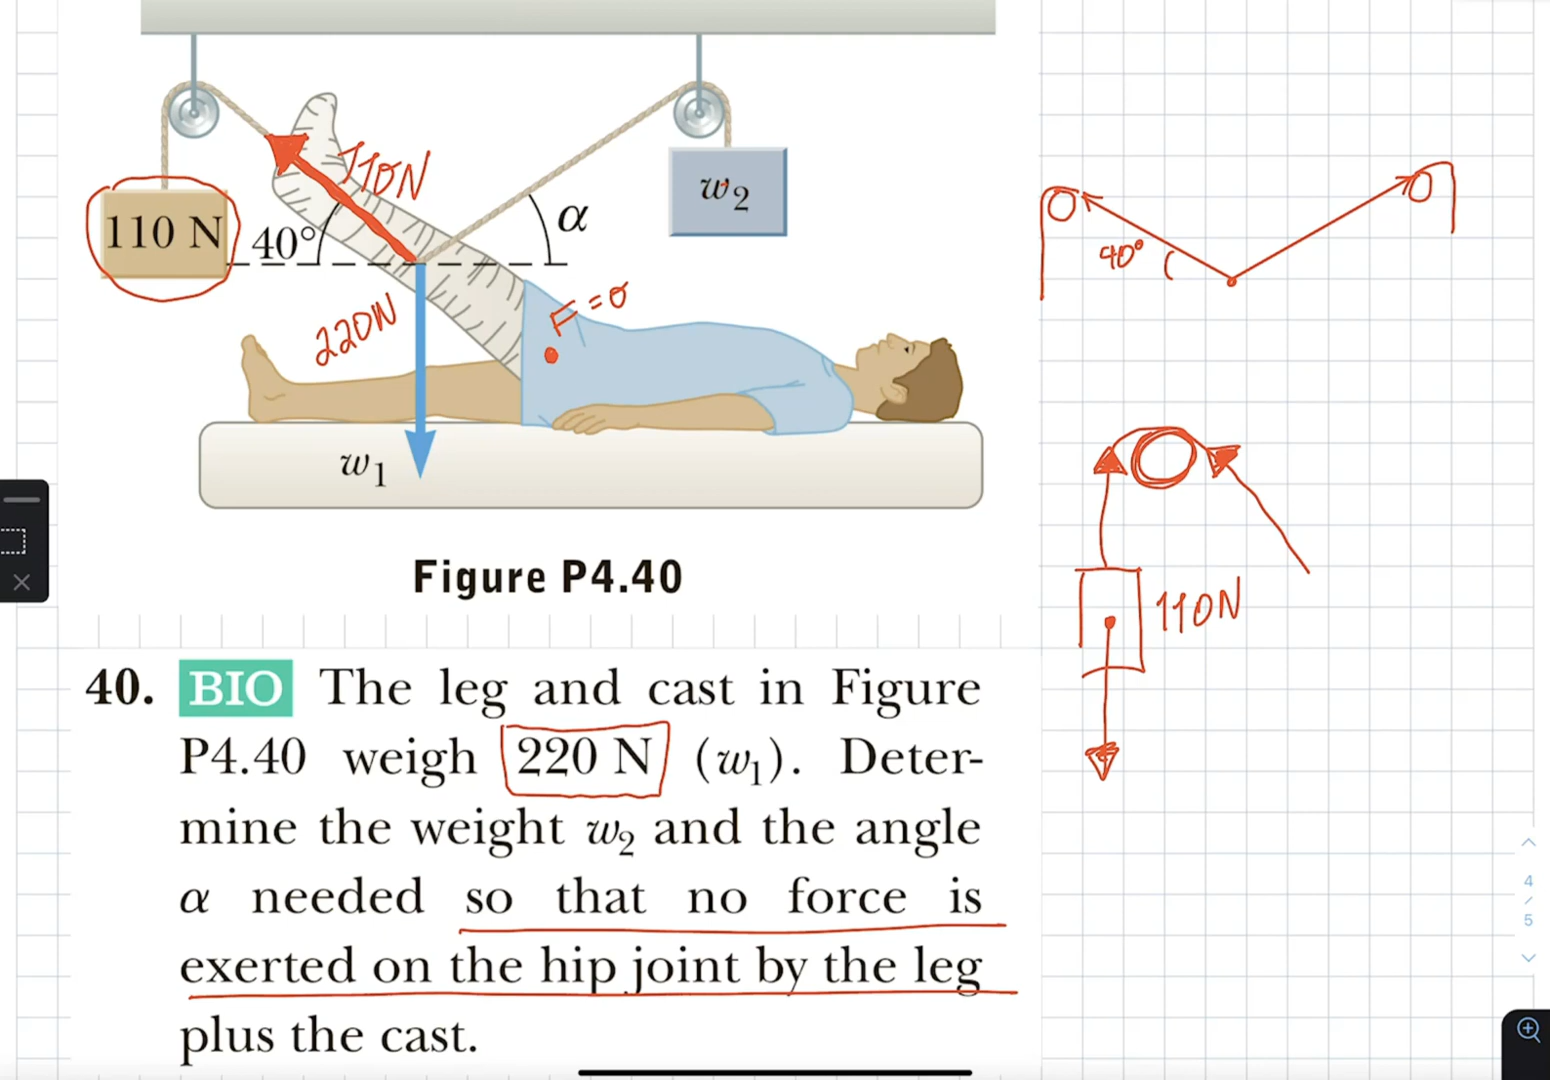 110N
110 N
40°
α
w₂
220N
F=0
w₁
40°
Figure P4.40
110N
40. BIO The leg and cast in Figure
P4.40 weigh 220 N (w₁). Deter-
mine the weight w₂ and the angle
α needed so that no force is
exerted on the hip joint by the leg
plus the cast.
4
/
5